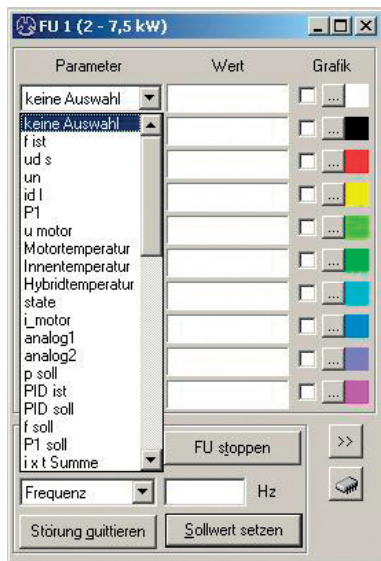 FU 1 (2 - 7,5 kW)
Parameter Wert Grafik
keine Auswahl ...
keine Auswahl ...
f ist
ud s ...
un
id I ...
P1
u motor ...
Motortemperatur
Innentemperatur ...
Hybridtemperatur
state ...
i_motor
analog1 ...
analog2
p soll ...
PID ist
PID soll ...
f soll
P1 soll
i x t Summe
FU stoppen >>
Frequenz Hz
Störung quittieren Sollwert setzen